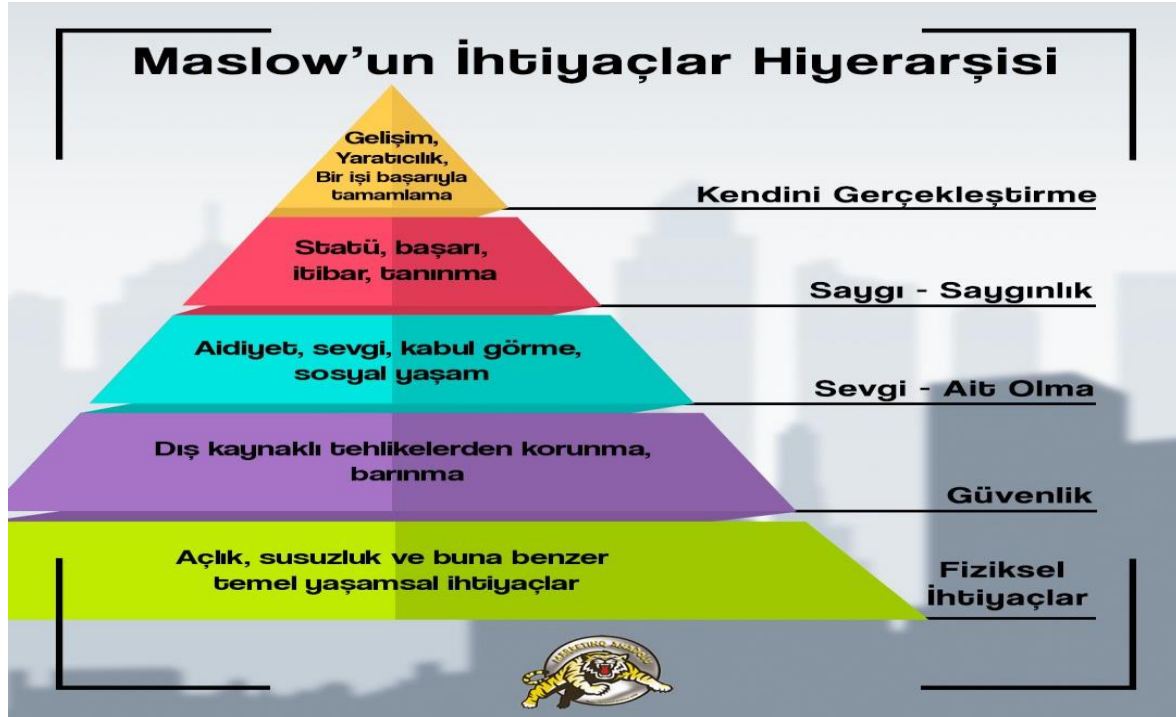 Maslow’un İhtiyaçlar Hiyerarşisi
Gelişim,
Yaratıcılık,
Bir işi başarıyla
tamamlama
Kendini Gerçekleştirme
Statü, başarı,
itibar, tanınma
Saygı - Saygınlık
Aidiyet, sevgi, kabul görme,
sosyal yaşam
Sevgi - Ait Olma
Dış kaynaklı tehlikelerden korunma,
barınma
Güvenlik
Açlık, susuzluk ve buna benzer
temel yaşamsal ihtiyaçlar
Fiziksel
İhtiyaçlar